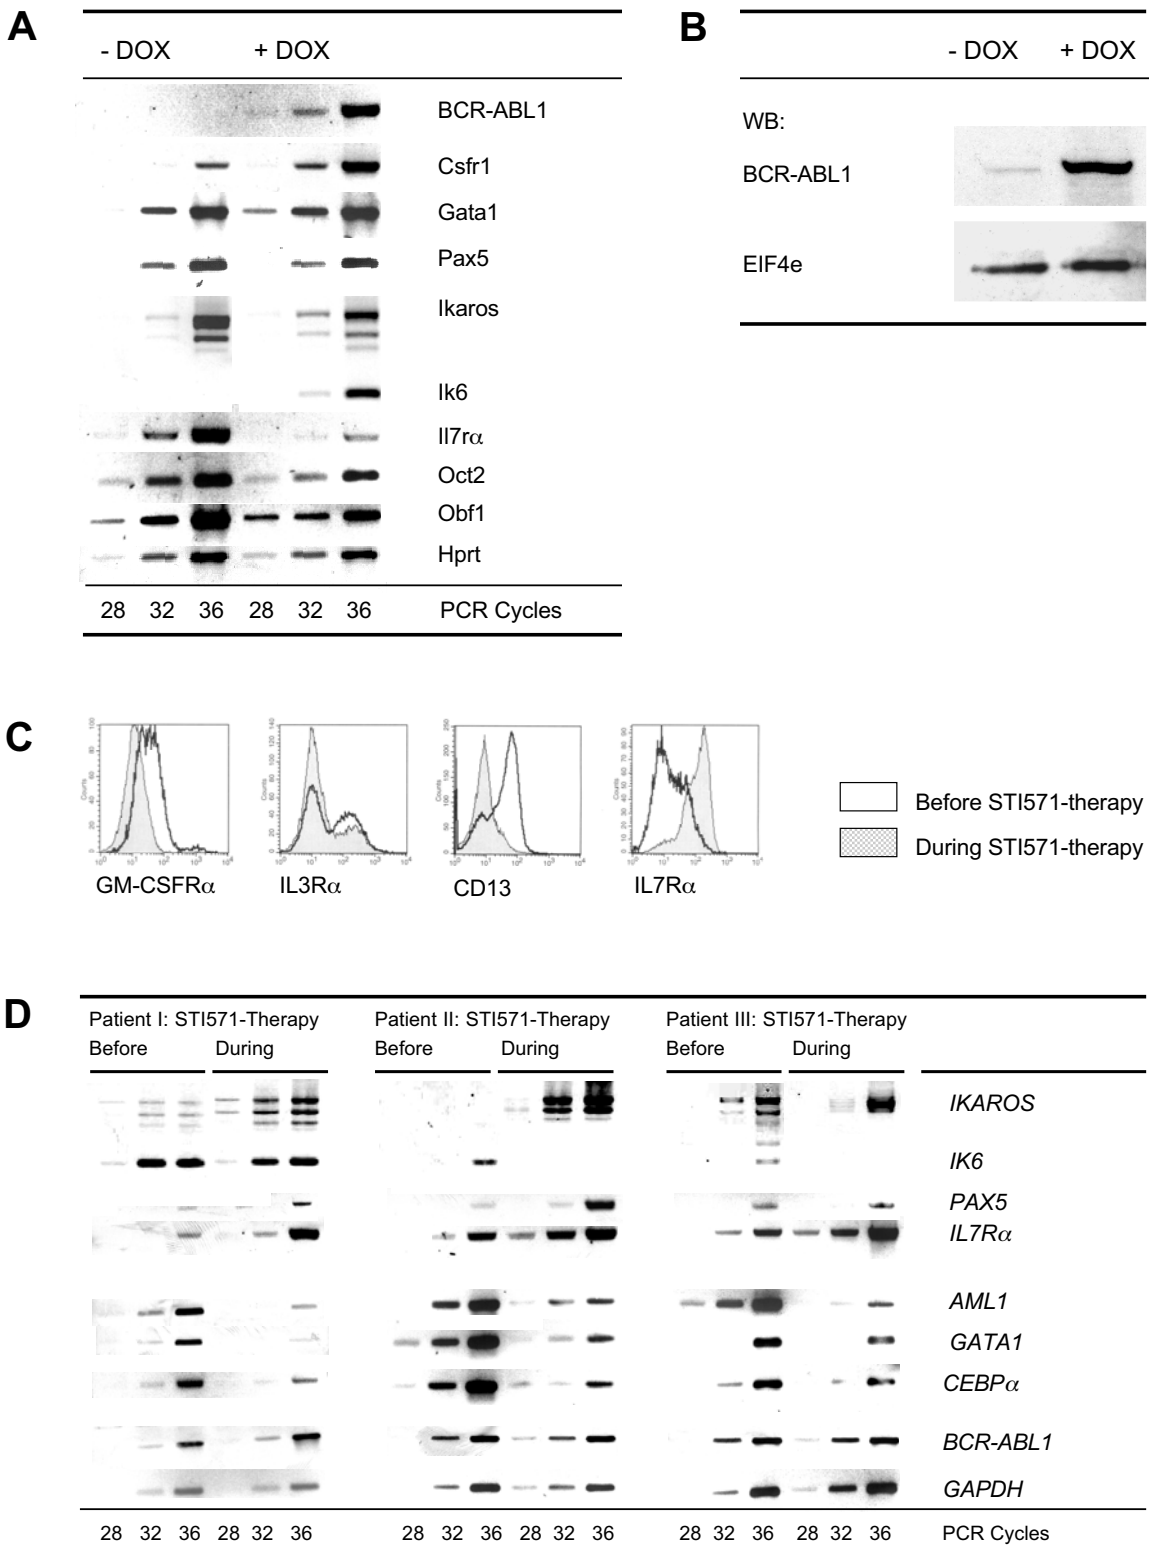 A
- DOX + DOX
BCR-ABL1
Csfr1
Gata1
Pax5
Ikaros
Ik6
Il7rα
Oct2
Obf1
Hprt
28 32 36 28 32 36 PCR Cycles
B
- DOX + DOX
WB:
BCR-ABL1
EIF4e
C
GM-CSFRα IL3Rα CD13 IL7Rα
Before STI571-therapy
During STI571-therapy
D
Patient I: STI571-Therapy Patient II: STI571-Therapy Patient III: STI571-Therapy
Before During Before During Before During
IKAROS
IK6
PAX5
IL7Rα
AML1
GATA1
CEBPα
BCR-ABL1
GAPDH
28 32 36 28 32 36 28 32 36 28 32 36 28 32 36 28 32 36 PCR Cycles